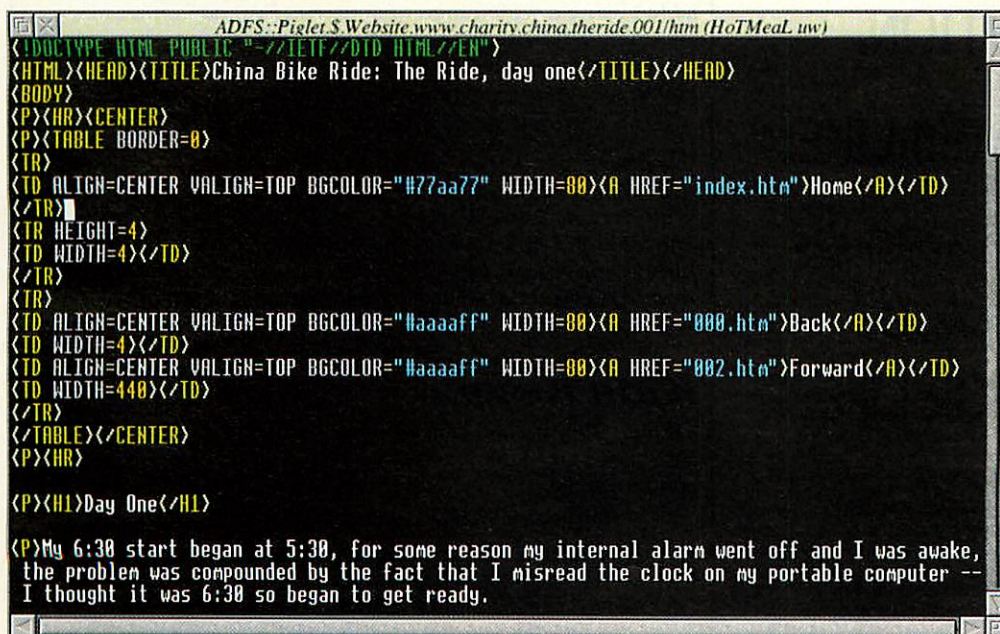 ADFS::Piglet.$.Website.www.charity.china.theride.001/htm (HoTMeaL uw)
<!DOCTYPE HTML PUBLIC "-//IETF//DTD HTML//EN">
<HTML><HEAD><TITLE>China Bike Ride: The Ride, day one</TITLE></HEAD>
<BODY>
<P><HR><CENTER>
<P><TABLE BORDER=0>
<TR>
<TD ALIGN=CENTER VALIGN=TOP BGCOLOR="#77aa77" WIDTH=80><A HREF="index.htm">Home</A></TD>
</TR>
<TR HEIGHT=4>
<TD WIDTH=4></TD>
</TR>
<TR>
<TD ALIGN=CENTER VALIGN=TOP BGCOLOR="#aaaaff" WIDTH=80><A HREF="000.htm">Back</A></TD>
<TD WIDTH=4></TD>
<TD ALIGN=CENTER VALIGN=TOP BGCOLOR="#aaaaff" WIDTH=80><A HREF="002.htm">Forward</A></TD>
<TD WIDTH=440></TD>
</TR>
</TABLE></CENTER>
<P><HR>
<P><H1>Day One</H1>
<P>My 6:30 start began at 5:30, for some reason my internal alarm went off and I was awake,
the problem was compounded by the fact that I misread the clock on my portable computer --
I thought it was 6:30 so began to get ready.